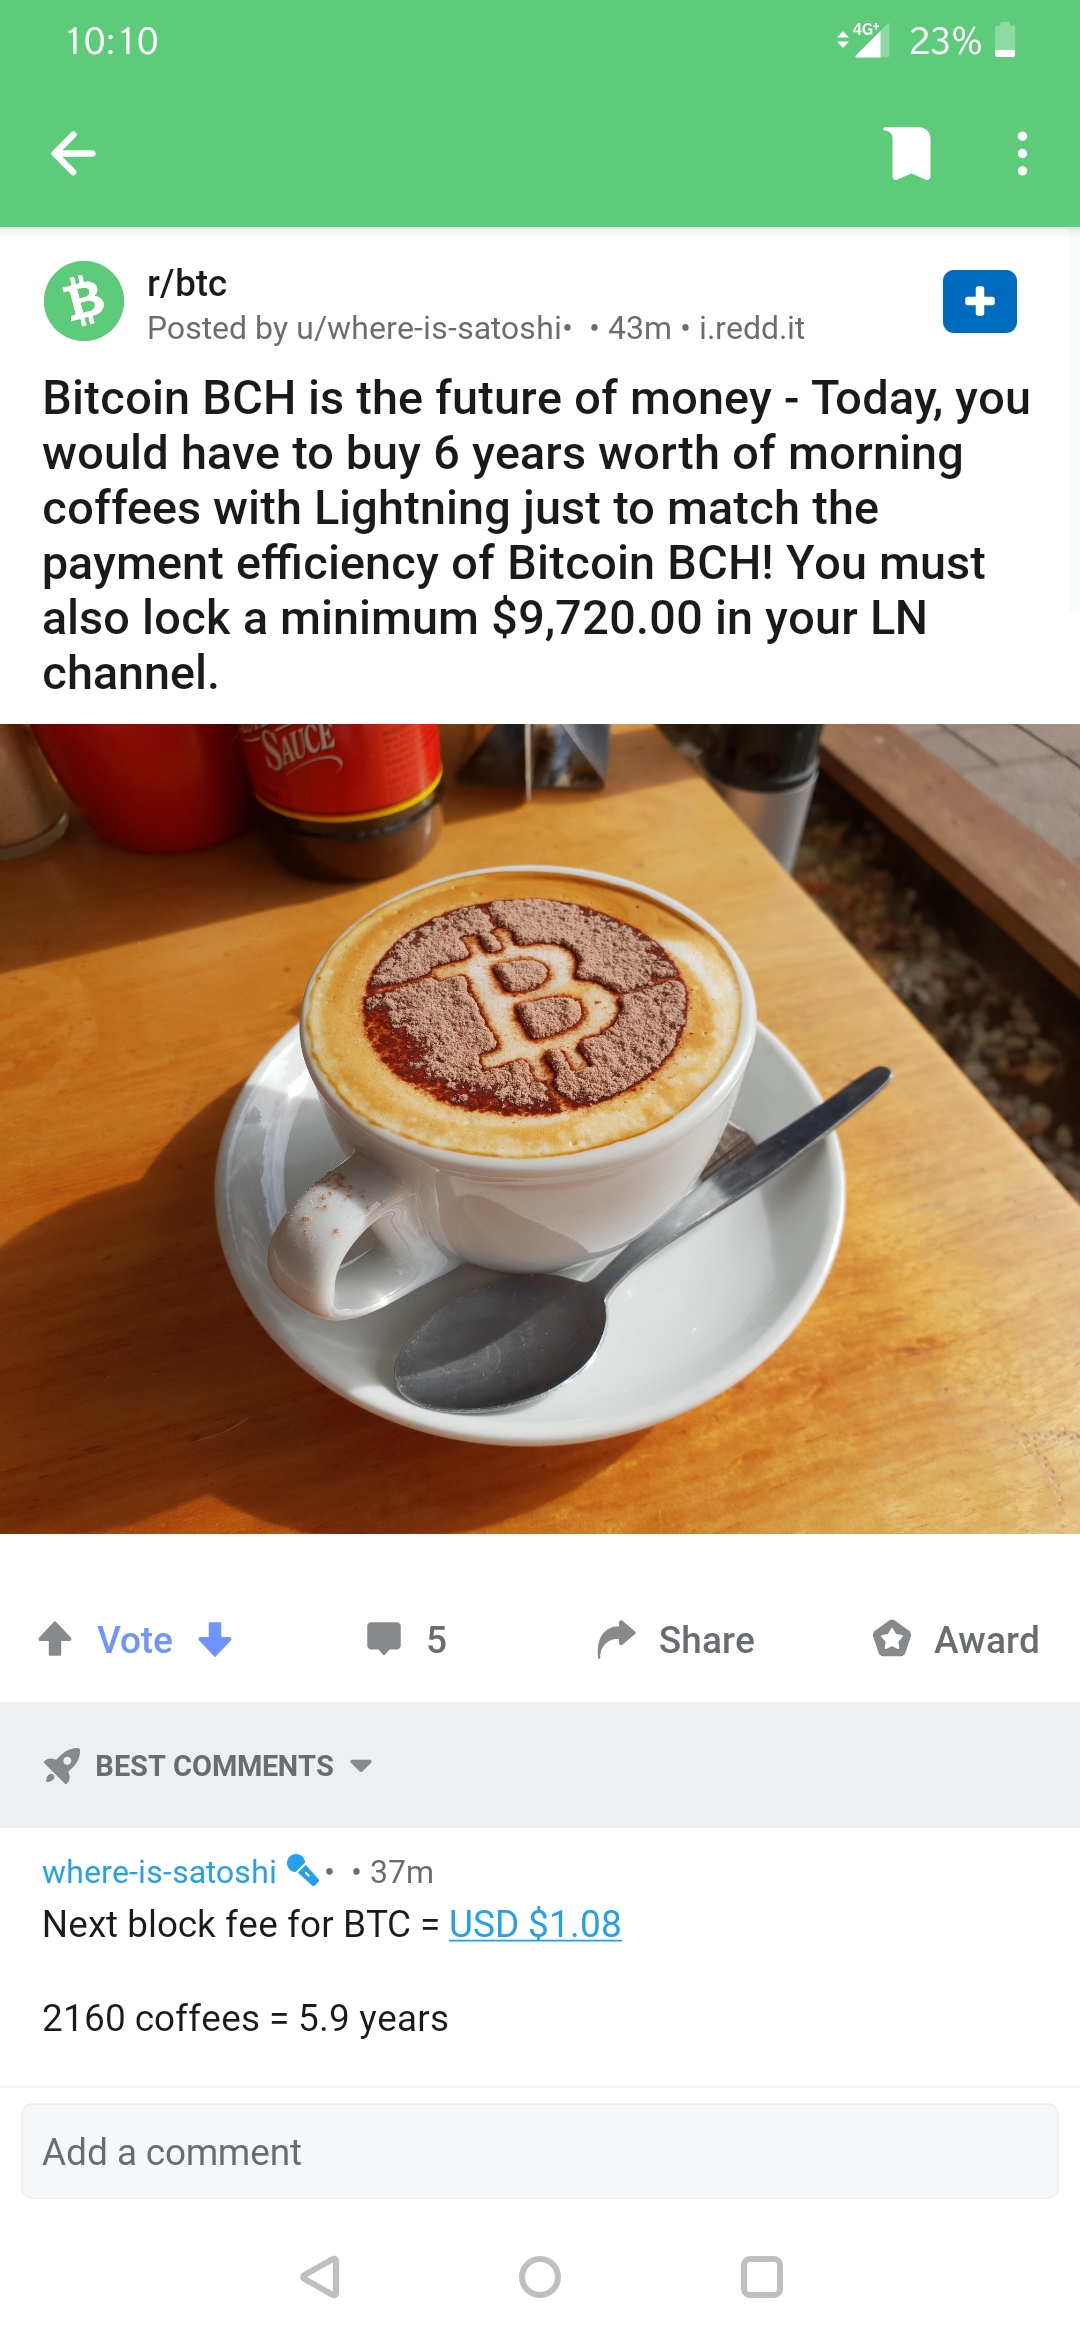 10:10
4G+ 23%
r/btc
Posted by u/where-is-satoshi• • 43m • i.redd.it
Bitcoin BCH is the future of money - Today, you
would have to buy 6 years worth of morning
coffees with Lightning just to match the
payment efficiency of Bitcoin BCH! You must
also lock a minimum $9,720.00 in your LN
channel.
SAUCE
Vote
5
Share
Award
BEST COMMENTS
where-is-satoshi • • 37m
Next block fee for BTC = USD $1.08
2160 coffees = 5.9 years
Add a comment